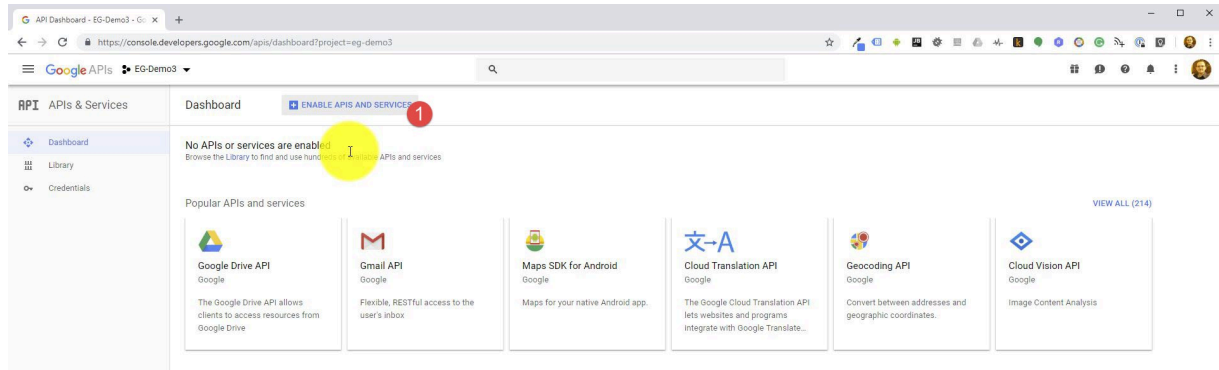 API Dashboard - EG-Demo3 - Go
https://console.developers.google.com/apis/dashboard?project=eg-demo3
Google APIs EG-Demo3
API APIs & Services
Dashboard
ENABLE APIS AND SERVICES
1
Dashboard
Library
Credentials
No APIs or services are enabled
Browse the Library to find and use hundreds of available APIs and services
Popular APIs and services
VIEW ALL (214)
Google Drive API
Google
The Google Drive API allows
clients to access resources from
Google Drive
Gmail API
Google
Flexible, RESTful access to the
user's inbox
Maps SDK for Android
Google
Maps for your native Android app.
文→A
Cloud Translation API
Google
The Google Cloud Translation API
lets websites and programs
integrate with Google Translate...
Geocoding API
Google
Convert between addresses and
geographic coordinates.
Cloud Vision API
Google
Image Content Analysis